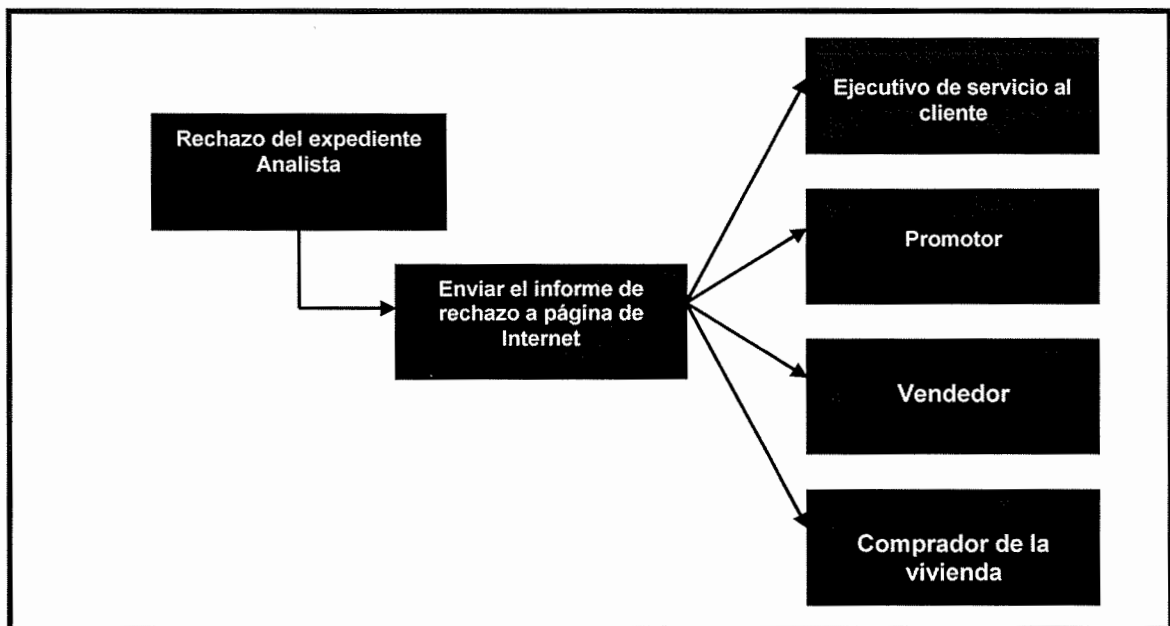 Rechazo del expediente
Analista
Enviar el informe de
rechazo a página de
Internet
Ejecutivo de servicio al
cliente
Promotor
Vendedor
Comprador de la
vivienda